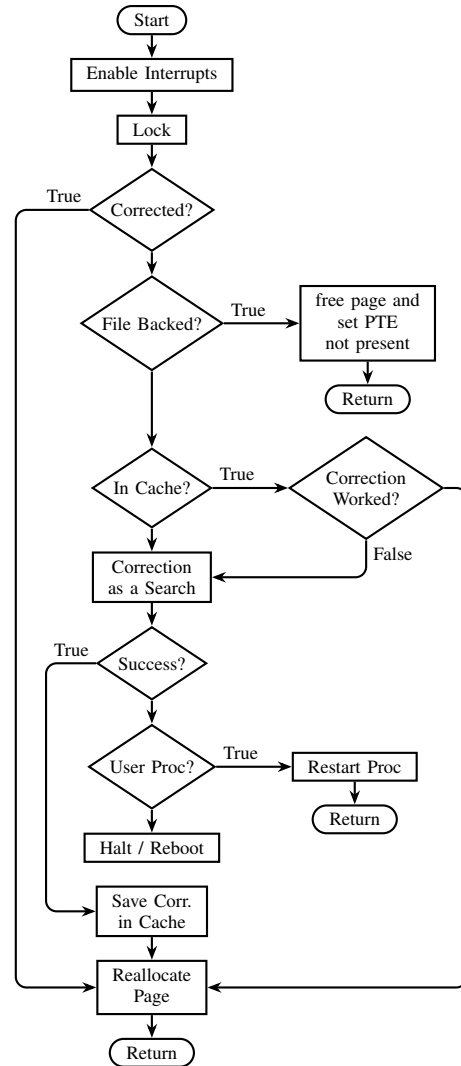 Start
Enable Interrupts
Lock
True
Corrected?
File Backed?
True
free page and
set PTE
not present
Return
In Cache?
True
Correction
Worked?
False
Correction
as a Search
True
Success?
User Proc?
True
Restart Proc
Return
Halt / Reboot
Save Corr.
in Cache
Reallocate
Page
Return